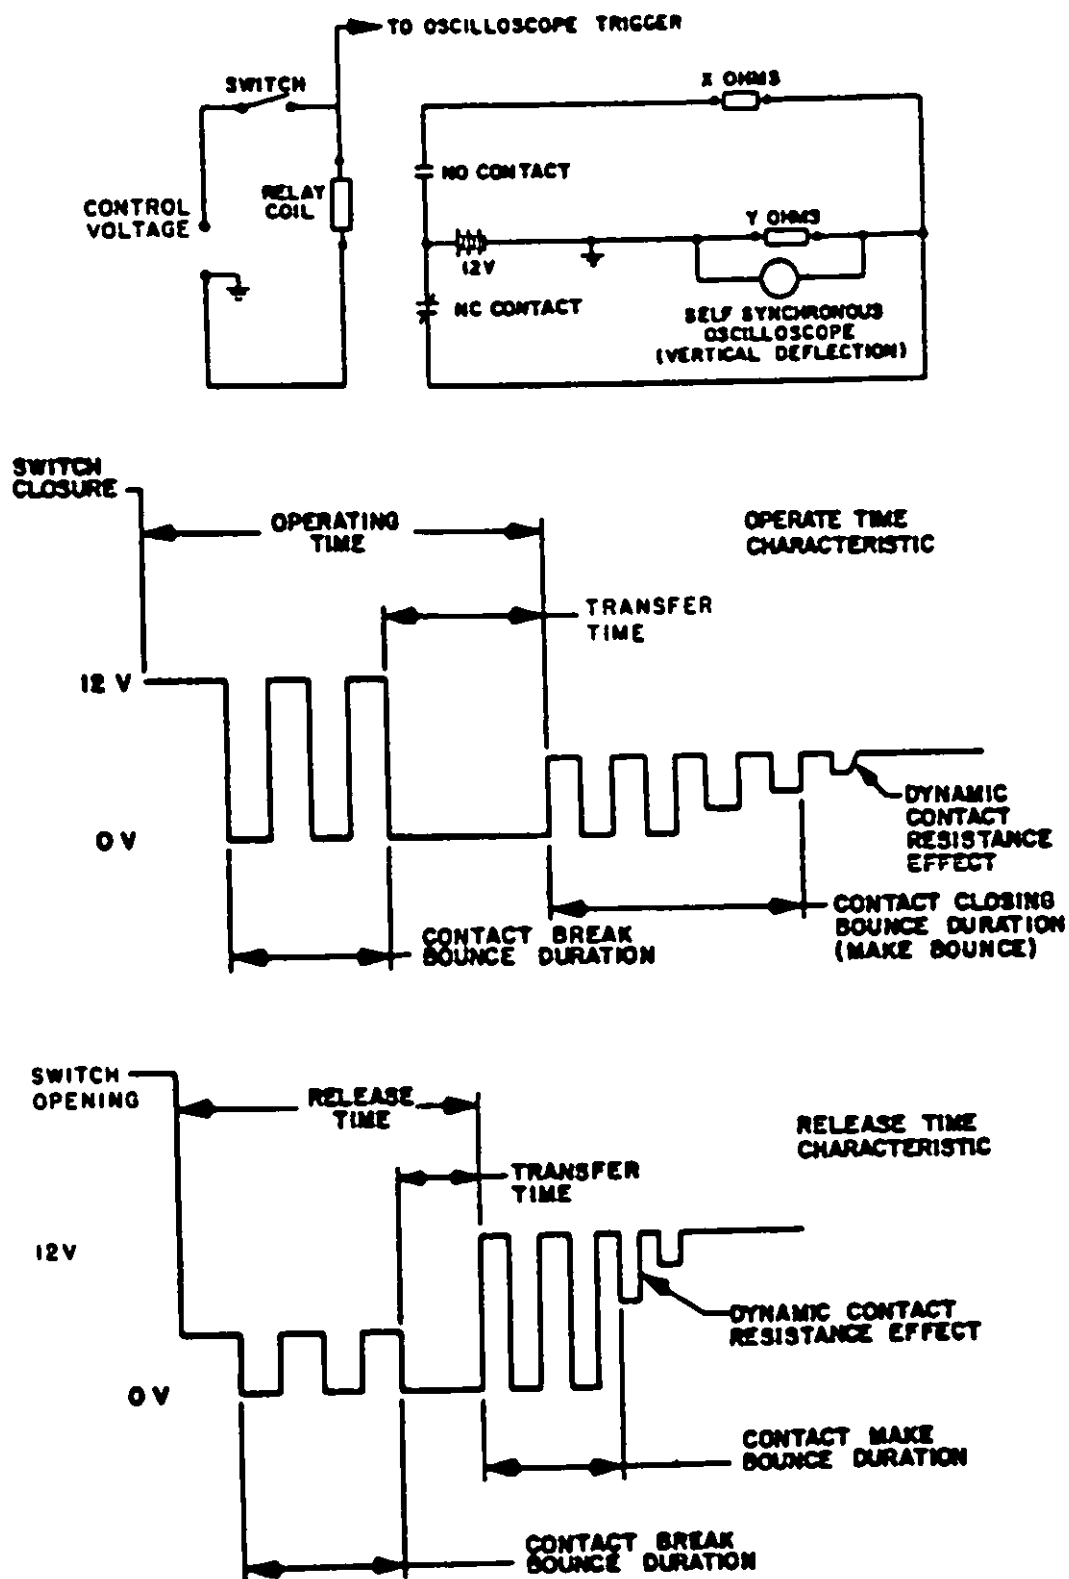 TO OSCILLOSCOPE TRIGGER
SWITCH
X OHMS
NO CONTACT
RELAY
COIL
CONTROL
VOLTAGE
Y OHMS
12V
NC CONTACT
SELF SYNCHRONOUS
OSCILLOSCOPE
(VERTICAL DEFLECTION)
SWITCH
CLOSURE
OPERATING
TIME
OPERATE TIME
CHARACTERISTIC
TRANSFER
TIME
12 V
0 V
DYNAMIC
CONTACT
RESISTANCE
EFFECT
CONTACT CLOSING
BOUNCE DURATION
(MAKE BOUNCE)
CONTACT BREAK
BOUNCE DURATION
SWITCH
OPENING
RELEASE
TIME
RELEASE TIME
CHARACTERISTIC
TRANSFER
TIME
12V
DYNAMIC CONTACT
RESISTANCE EFFECT
0 V
CONTACT MAKE
BOUNCE DURATION
CONTACT BREAK
BOUNCE DURATION